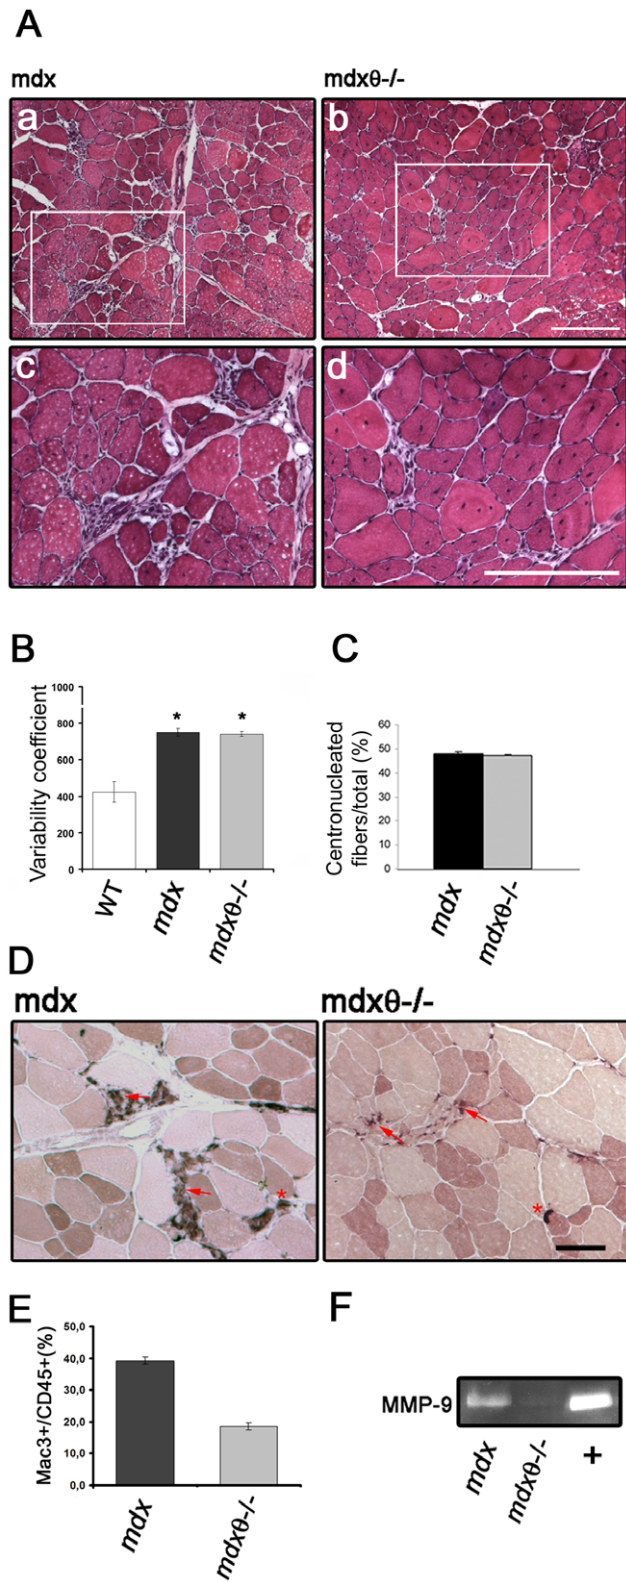 A
mdx
mdxθ-/-
a
b
c
d
B
Variability coefficient
1000
800
600
400
200
0
*
*
WT
mdx
mdxθ-/-
C
Centronucleated
fibers/total (%)
60
50
40
30
20
10
0
mdx
mdxθ-/-
D
mdx
mdxθ-/-
*
*
E
Mac3+/CD45+(%)
50,0
40,0
30,0
20,0
10,0
0,0
mdx
mdxθ-/-
F
MMP-9
mdx
mdxθ-/-
+